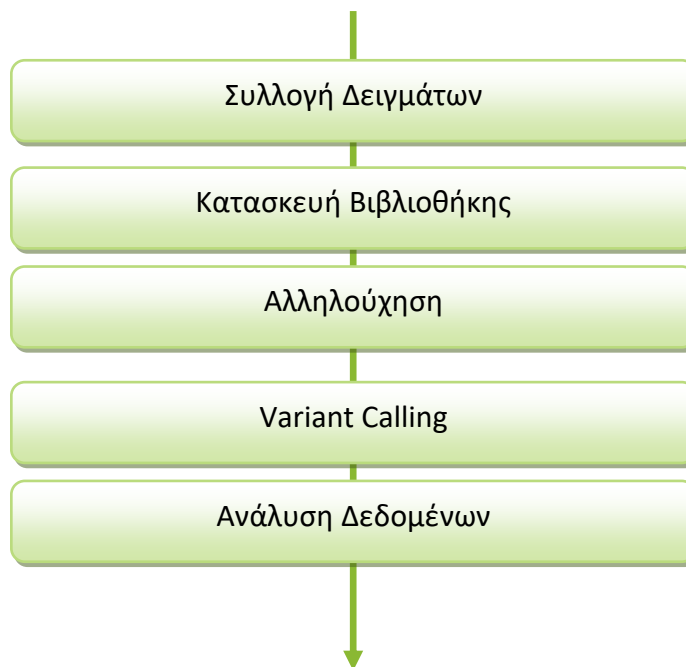 Συλλογή Δειγμάτων
Κατασκευή Βιβλιοθήκης
Αλληλούχηση
Variant Calling
Ανάλυση Δεδομένων